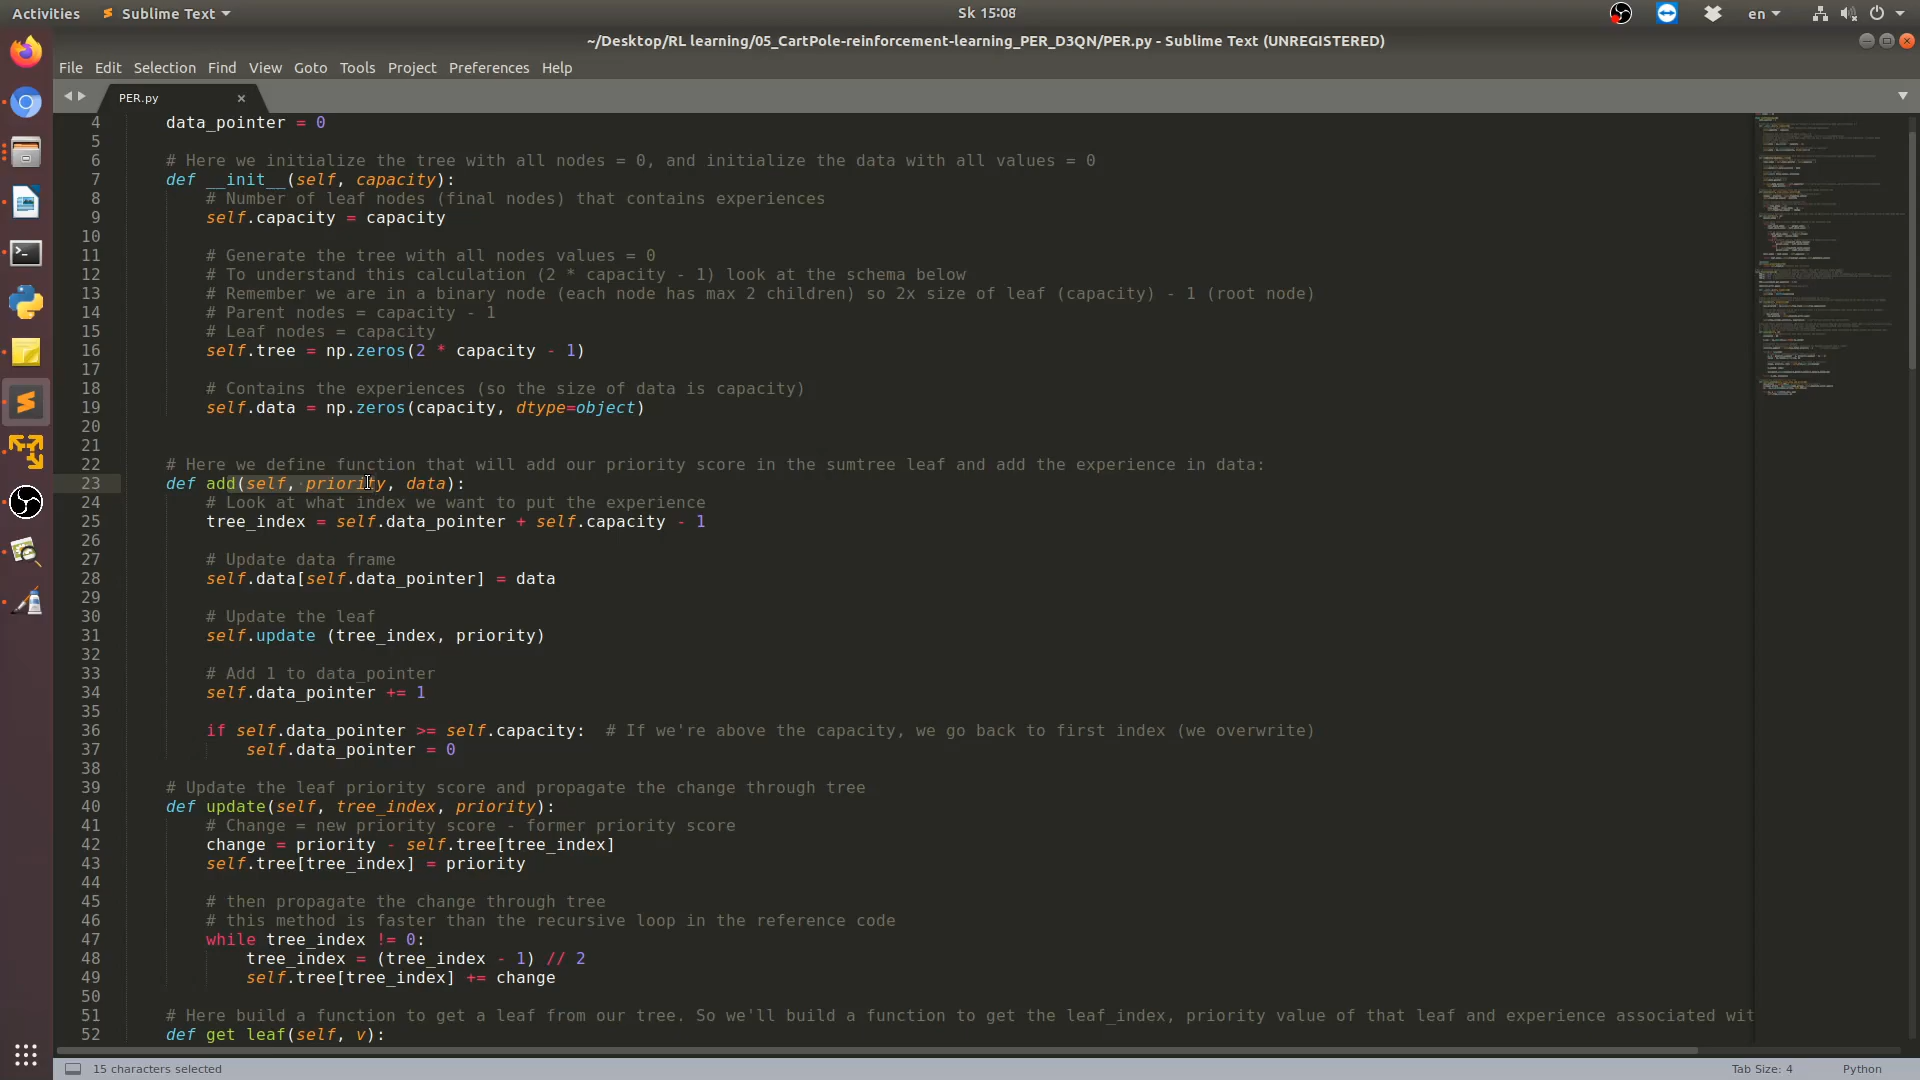 Activities Sublime Text Sk 15:08 en
~/Desktop/RL learning/05_CartPole-reinforcement-learning_PER_D3QN/PER.py - Sublime Text (UNREGISTERED)
File Edit Selection Find View Goto Tools Project Preferences Help
PER.py ×
4 data_pointer = 0
5
6 # Here we initialize the tree with all nodes = 0, and initialize the data with all values = 0
7 def __init__(self, capacity):
8 # Number of leaf nodes (final nodes) that contains experiences
9 self.capacity = capacity
10
11 # Generate the tree with all nodes values = 0
12 # To understand this calculation (2 * capacity - 1) look at the schema below
13 # Remember we are in a binary node (each node has max 2 children) so 2x size of leaf (capacity) - 1 (root node)
14 # Parent nodes = capacity - 1
15 # Leaf nodes = capacity
16 self.tree = np.zeros(2 * capacity - 1)
17
18 # Contains the experiences (so the size of data is capacity)
19 self.data = np.zeros(capacity, dtype=object)
20
21
22 # Here we define function that will add our priority score in the sumtree leaf and add the experience in data:
23 def add(self, priority, data):
24 # Look at what index we want to put the experience
25 tree_index = self.data_pointer + self.capacity - 1
26
27 # Update data frame
28 self.data[self.data_pointer] = data
29
30 # Update the leaf
31 self.update (tree_index, priority)
32
33 # Add 1 to data_pointer
34 self.data_pointer += 1
35
36 if self.data_pointer >= self.capacity: # If we're above the capacity, we go back to first index (we overwrite)
37 self.data_pointer = 0
38
39 # Update the leaf priority score and propagate the change through tree
40 def update(self, tree_index, priority):
41 # Change = new priority score - former priority score
42 change = priority - self.tree[tree_index]
43 self.tree[tree_index] = priority
44
45 # then propagate the change through tree
46 # this method is faster than the recursive loop in the reference code
47 while tree_index != 0:
48 tree_index = (tree_index - 1) // 2
49 self.tree[tree_index] += change
50
51 # Here build a function to get a leaf from our tree. So we'll build a function to get the leaf_index, priority value of that leaf and experience associated wit
52 def get_leaf(self, v):
15 characters selected Tab Size: 4 Python